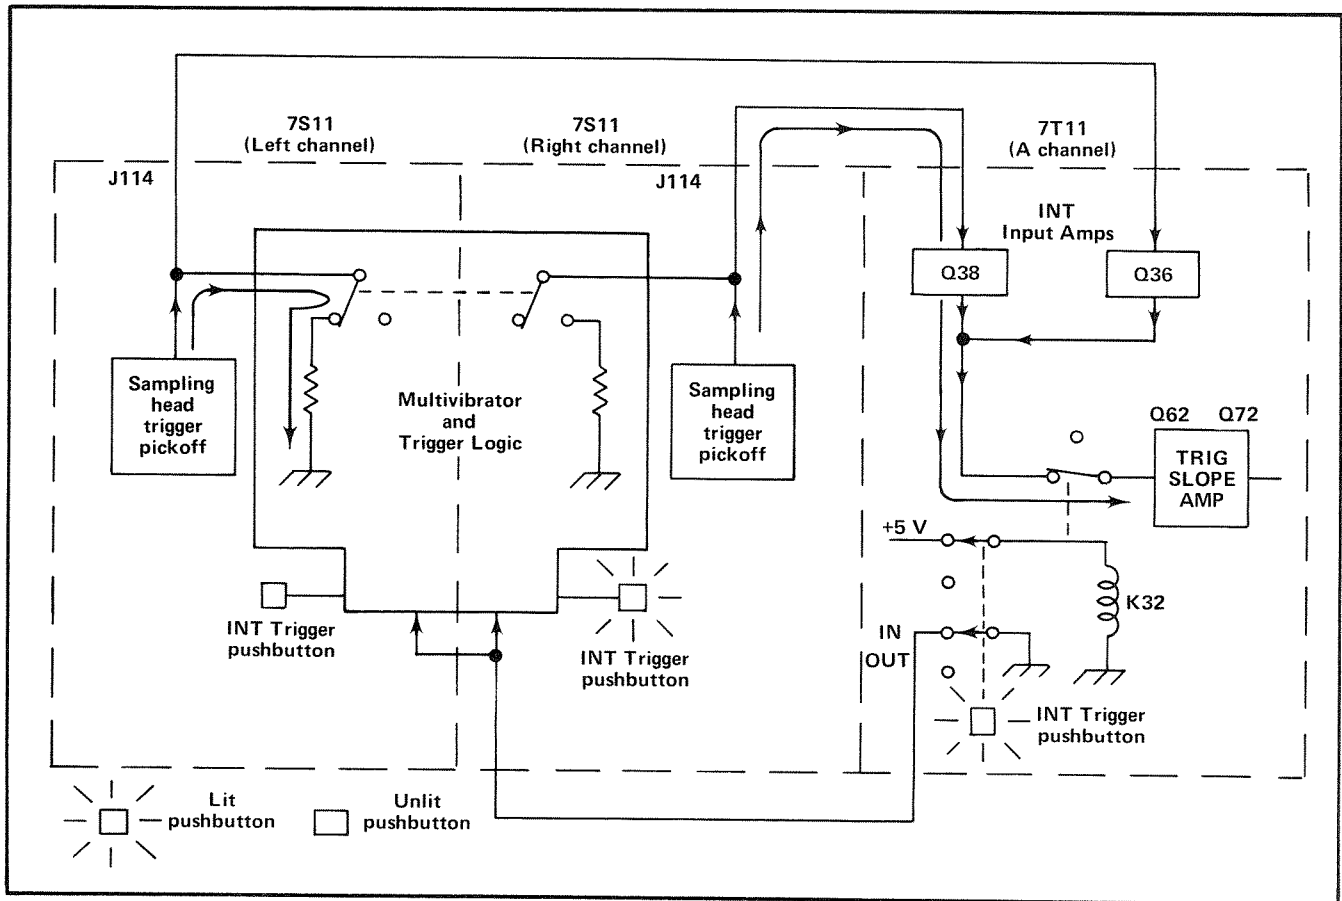 7S11
(Left channel)
7S11
(Right channel)
7T11
(A channel)
J114
J114
INT
Input Amps
Q38
Q36
Sampling
head
trigger
pickoff
Multivibrator
and
Trigger Logic
Sampling
head
trigger
pickoff
Q62 Q72
TRIG
SLOPE
AMP
+5 V
K32
IN
OUT
INT Trigger
pushbutton
INT Trigger
pushbutton
INT Trigger
pushbutton
Lit
pushbutton
Unlit
pushbutton